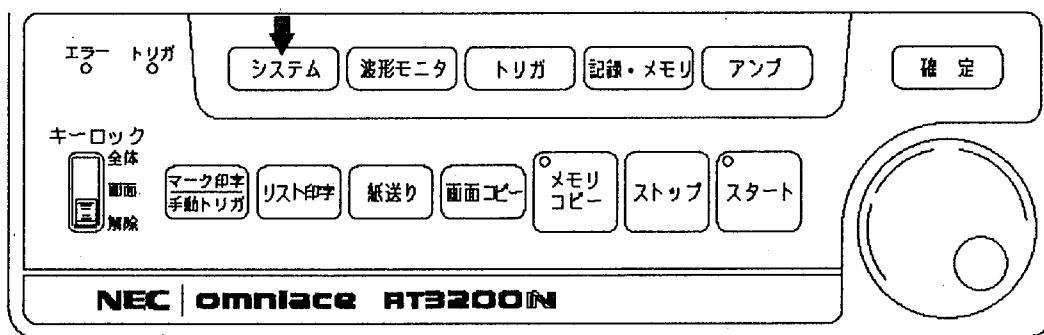 エラー トリガ
システム 波形モニタ トリガ 記録・メモリ アンプ 確 定
キーロック
全体
画面
解除
マーク印字
手動トリガ
リスト印字 紙送り 画面コピー
メモリ
コピー
ストップ スタート
NEC omniace RT3200N